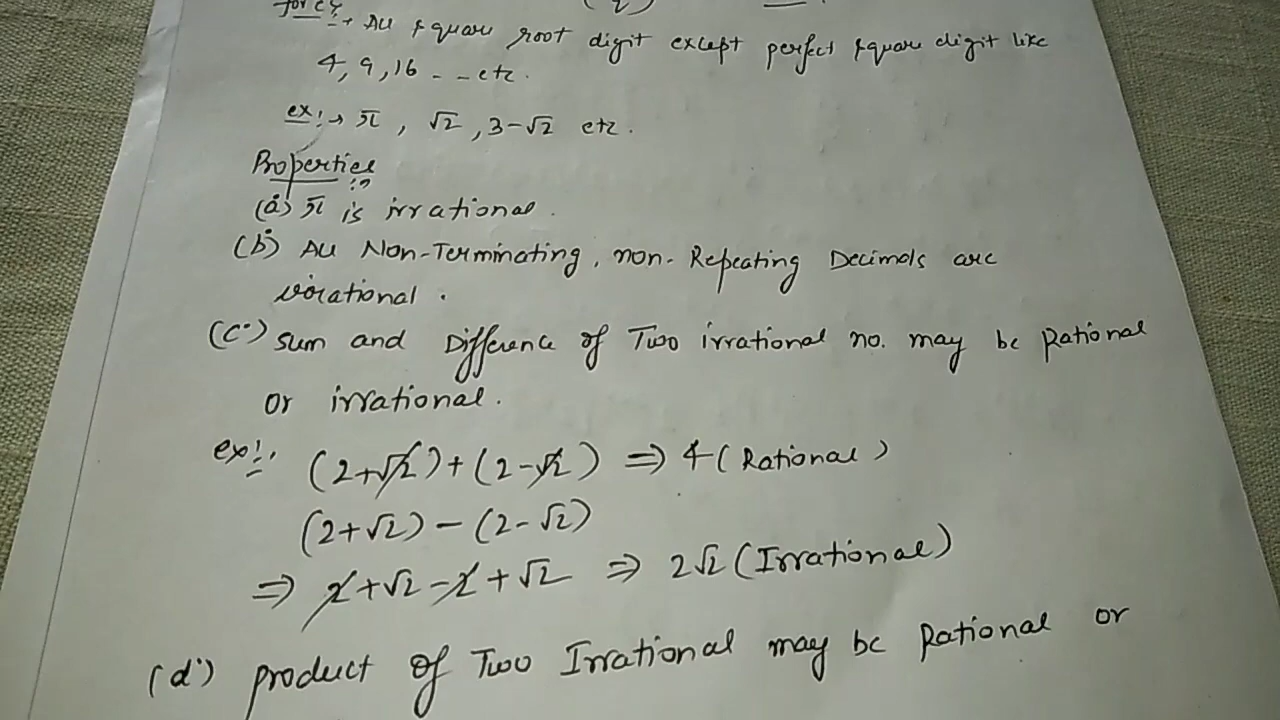 for ex:→ All square root digit except perfect square digit like
4, 9, 16 - - etc.
ex:→ π, √2, 3-√2 etc.
Properties :→
(a) π is irrational.
(b) All Non-Terminating, non-Repeating Decimals are
irrational.
(c) sum and Difference of Two irrational no. may be Rational
or irrational.
ex:- (2+√2)+(2-√2) ⇒ 4 (Rational)
(2+√2) - (2-√2)
⇒ 2+√2-2+√2 ⇒ 2√2 (Irrational)
(d) product of Two Irrational may be Rational or